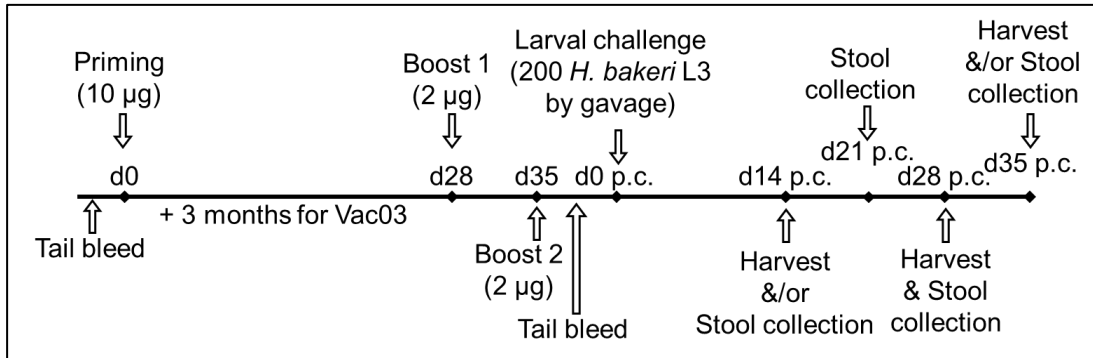 Priming
(10 µg)
Boost 1
(2 µg)
Larval challenge
(200 H. bakeri L3
by gavage)
Stool
collection
Harvest
&/or Stool
collection
d0
d28
d35
d0 p.c.
d14 p.c.
d21 p.c.
d28 p.c.
d35 p.c.
+ 3 months for Vac03
Tail bleed
Boost 2
(2 µg)
Tail bleed
Harvest
&/or
Stool collection
Harvest
& Stool
collection